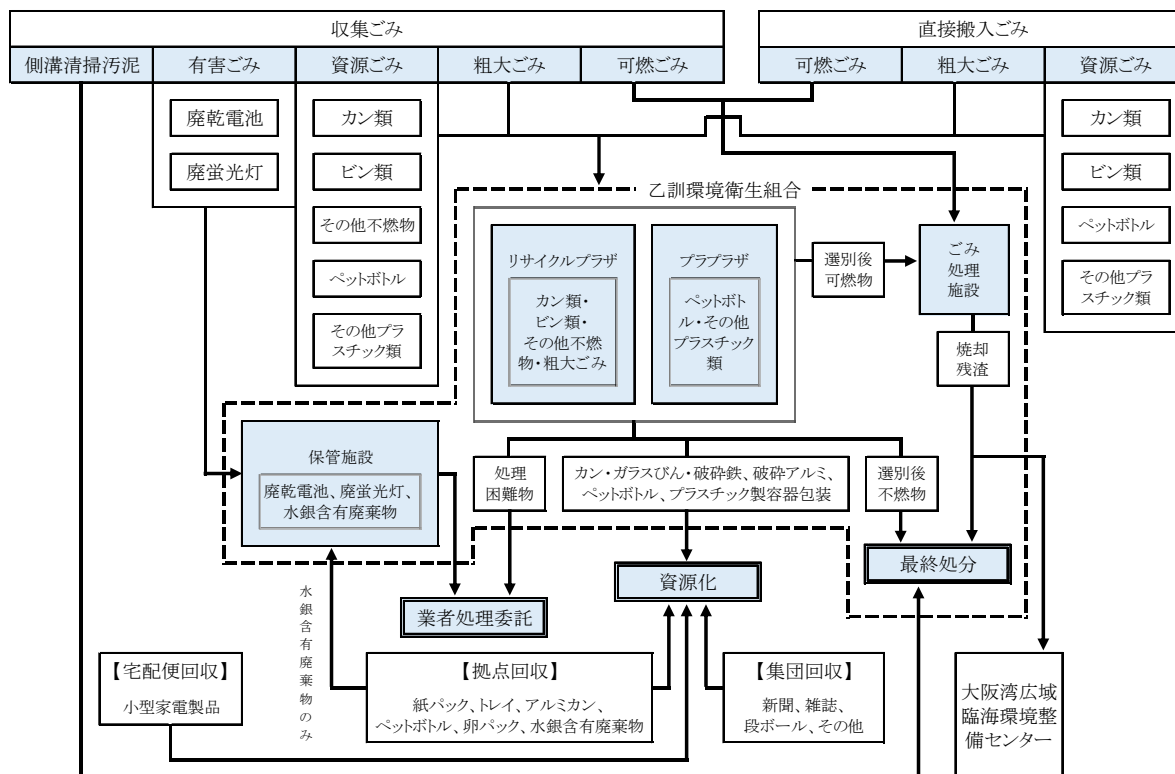 収集ごみ
直接搬入ごみ
側溝清掃汚泥
有害ごみ
資源ごみ
粗大ごみ
可燃ごみ
可燃ごみ
粗大ごみ
資源ごみ
廃乾電池
廃蛍光灯
カン類
ビン類
その他不燃物
ペットボトル
その他プラ
スチック類
カン類
ビン類
ペットボトル
その他プラ
スチック類
乙訓環境衛生組合
リサイクルプラザ
カン類・
ビン類・
その他不燃
物・粗大ごみ
プラプラザ
ペットボト
ル・その他
プラスチック
類
選別後
可燃物
ごみ
処理
施設
焼却
残渣
保管施設
廃乾電池、廃蛍光灯、
水銀含有廃棄物
処理
困難物
カン・ガラスびん・破砕鉄、破砕アルミ、
ペットボトル、プラスチック製容器包装
選別後
不燃物
最終処分
資源化
業者処理委託
水銀含有廃棄物のみ
【宅配便回収】
小型家電製品
【拠点回収】
紙パック、トレイ、アルミカン、
ペットボトル、卵パック、水銀含有廃棄物
【集団回収】
新聞、雑誌、
段ボール、その他
大阪湾広域
臨海環境整
備センター